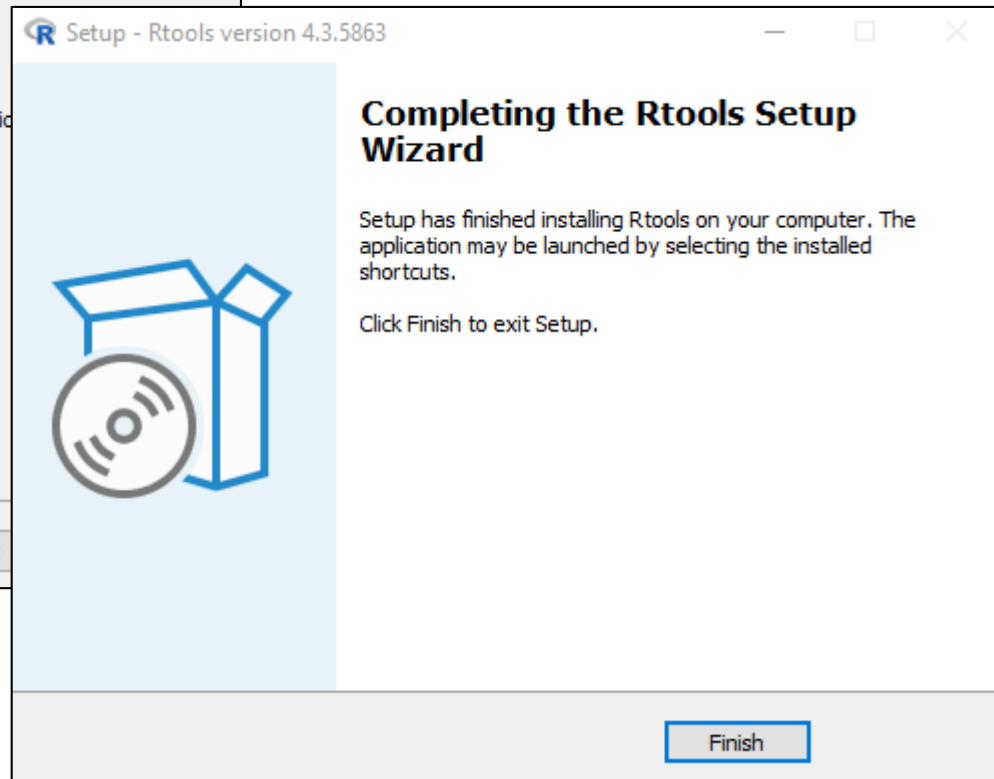 Setup - Rtools version 4.3.5863
Completing the Rtools Setup
Wizard
Setup has finished installing Rtools on your computer. The
application may be launched by selecting the installed
shortcuts.
Click Finish to exit Setup.
Finish